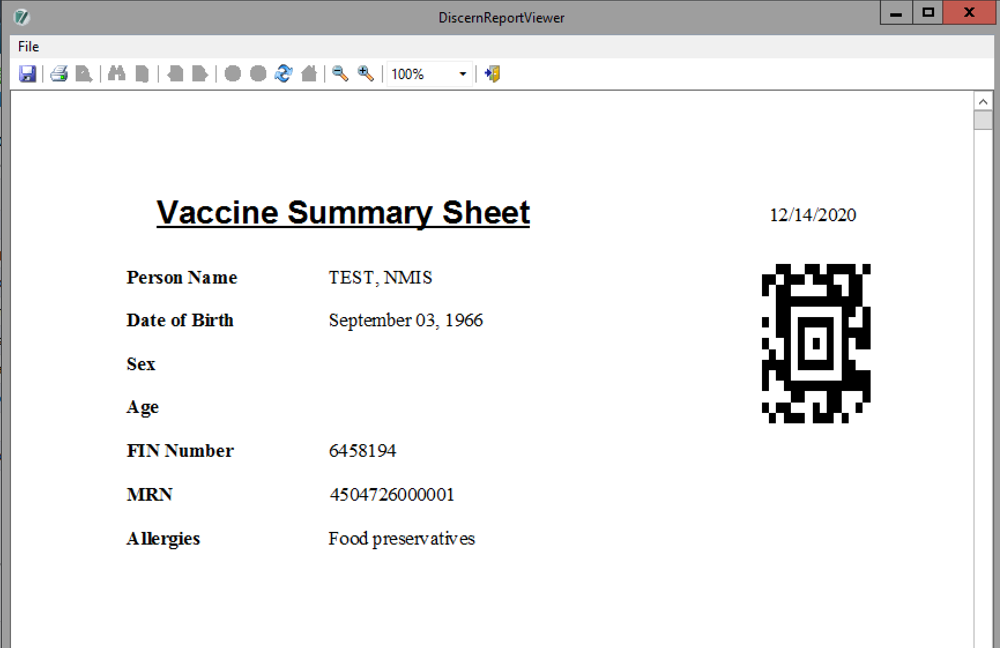 DiscernReportViewer
File
100%
Vaccine Summary Sheet
12/14/2020
Person Name TEST, NMIS
Date of Birth September 03, 1966
Sex
Age
FIN Number 6458194
MRN 4504726000001
Allergies Food preservatives